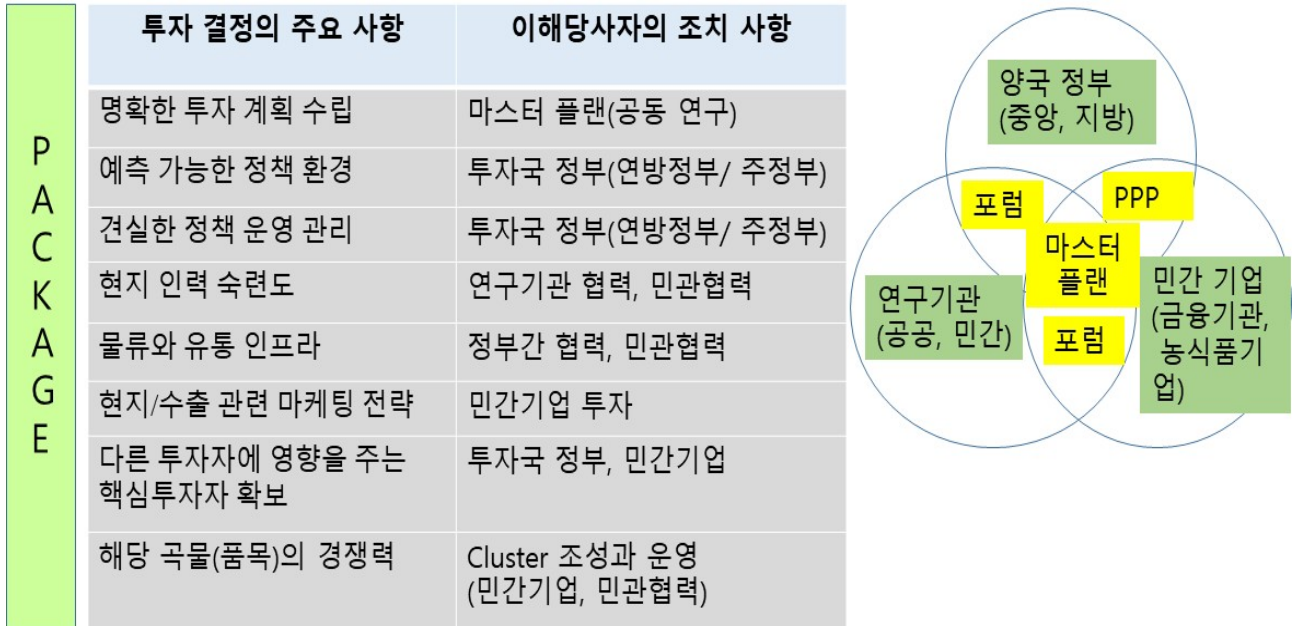 PACKAGE
투자 결정의 주요 사항
이해당사자의 조치 사항
명확한 투자 계획 수립
마스터 플랜(공동 연구)
예측 가능한 정책 환경
투자국 정부(연방정부/ 주정부)
견실한 정책 운영 관리
투자국 정부(연방정부/ 주정부)
현지 인력 숙련도
연구기관 협력, 민관협력
물류와 유통 인프라
정부간 협력, 민관협력
현지/수출 관련 마케팅 전략
민간기업 투자
다른 투자자에 영향을 주는
핵심투자자 확보
투자국 정부, 민간기업
해당 곡물(품목)의 경쟁력
Cluster 조성과 운영
(민간기업, 민관협력)
양국 정부
(중앙, 지방)
포럼
PPP
마스터
플랜
연구기관
(공공, 민간)
포럼
민간 기업
(금융기관,
농식품기
업)